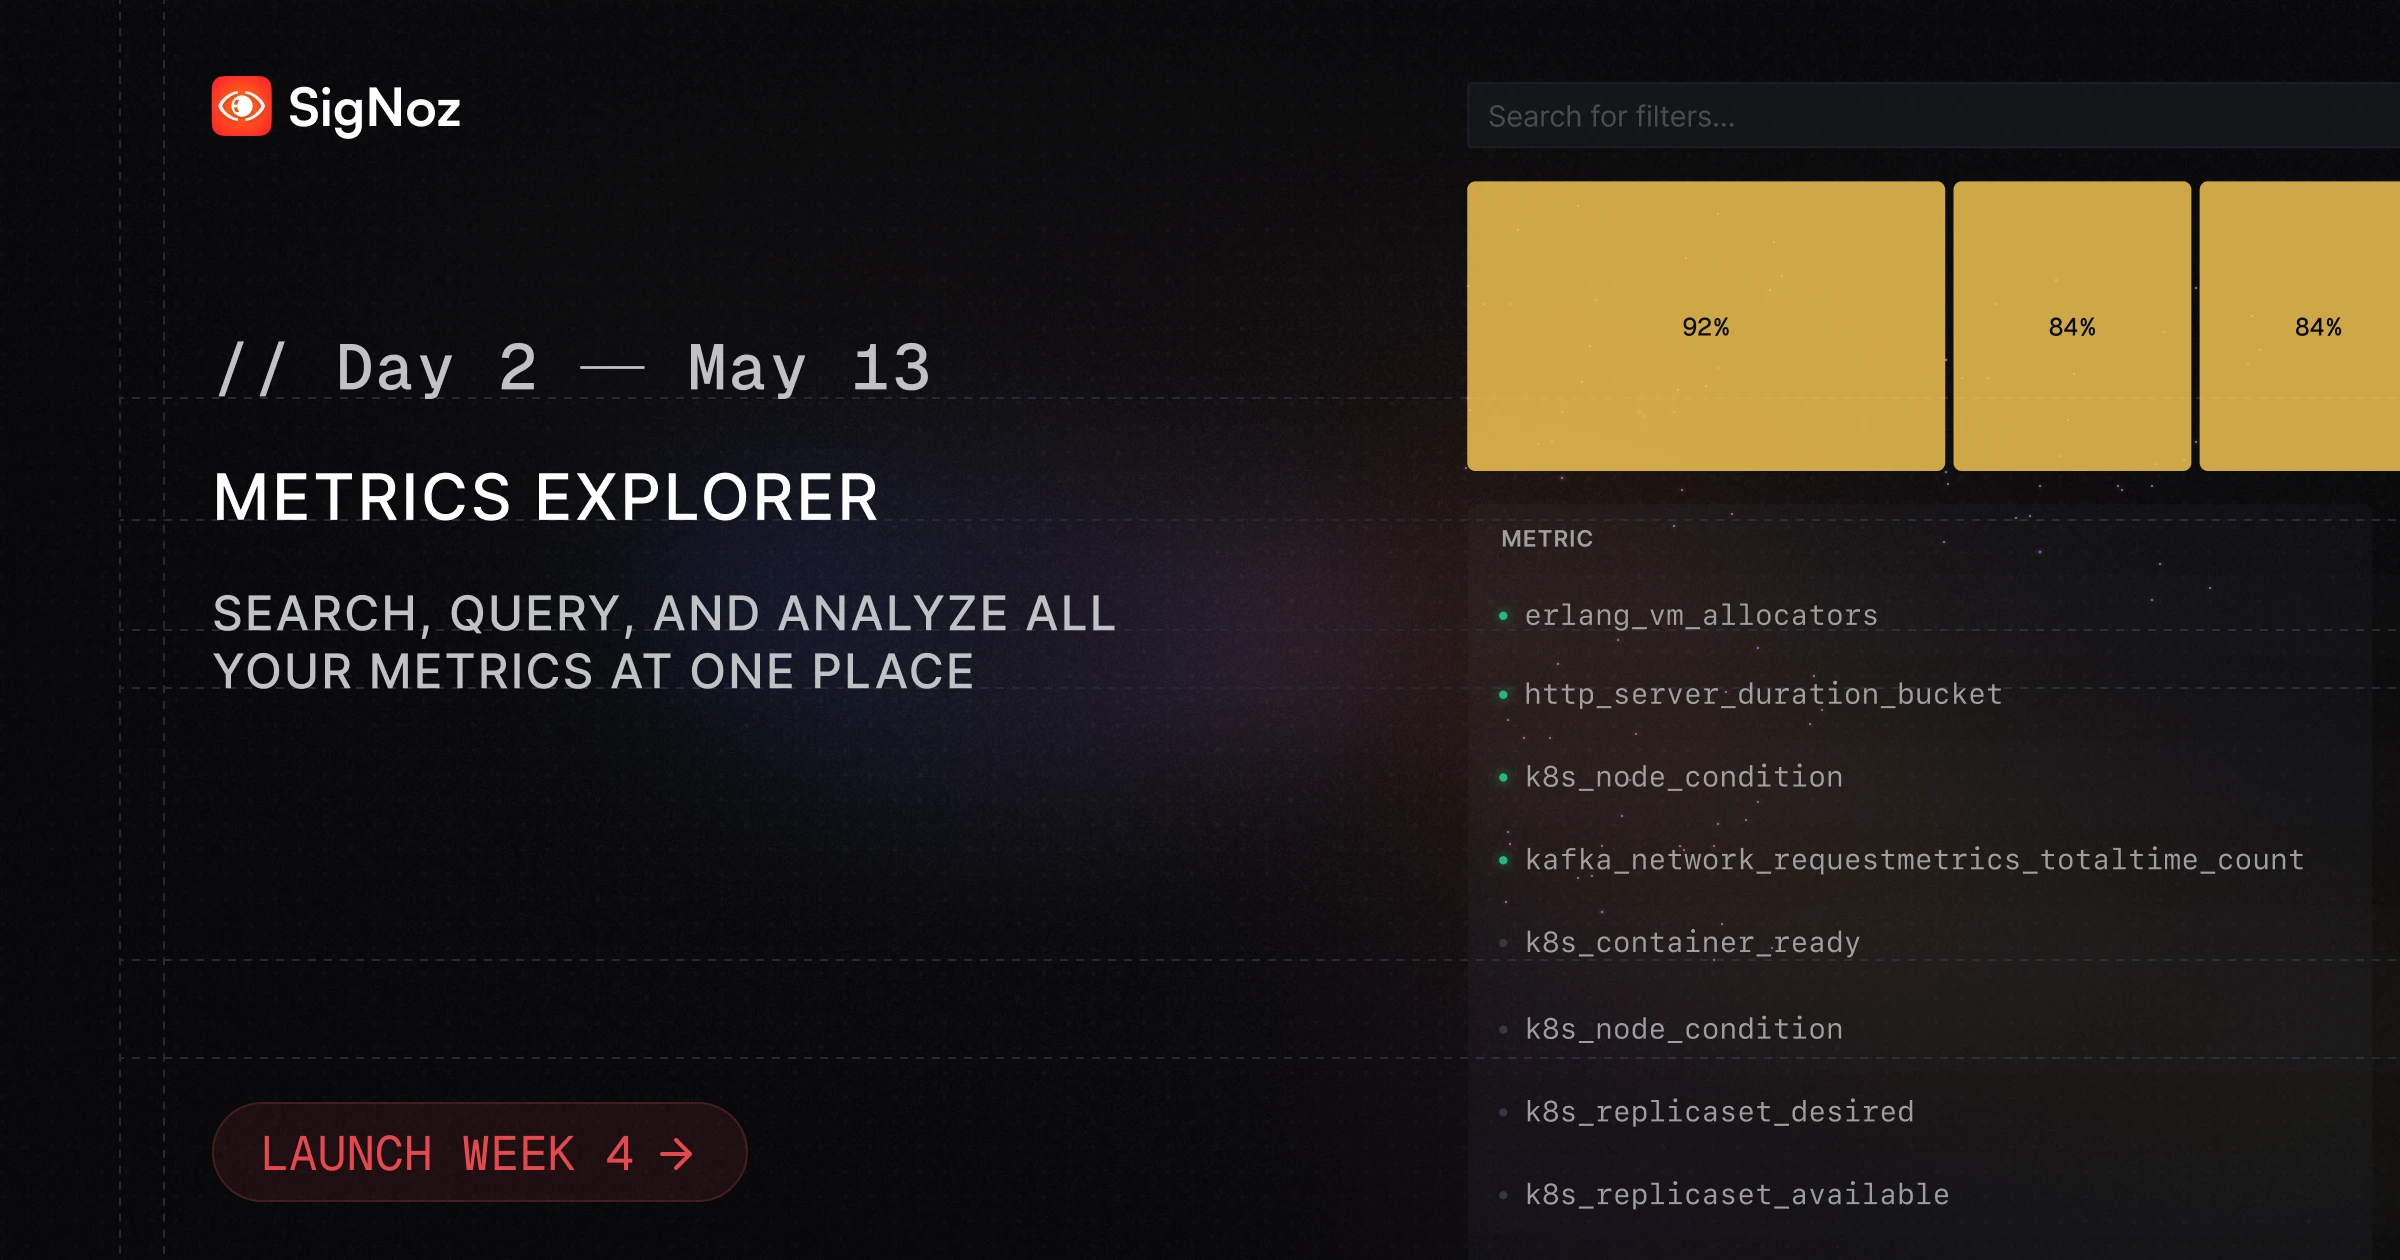 SigNoz
// Day 2 — May 13
METRICS EXPLORER
SEARCH, QUERY, AND ANALYZE ALL
YOUR METRICS AT ONE PLACE
LAUNCH WEEK 4 →
Search for filters...
92%
84%
84%
METRIC
erlang_vm_allocators
http_server_duration_bucket
k8s_node_condition
kafka_network_requestmetrics_totaltime_count
k8s_container_ready
k8s_node_condition
k8s_replicaset_desired
k8s_replicaset_available